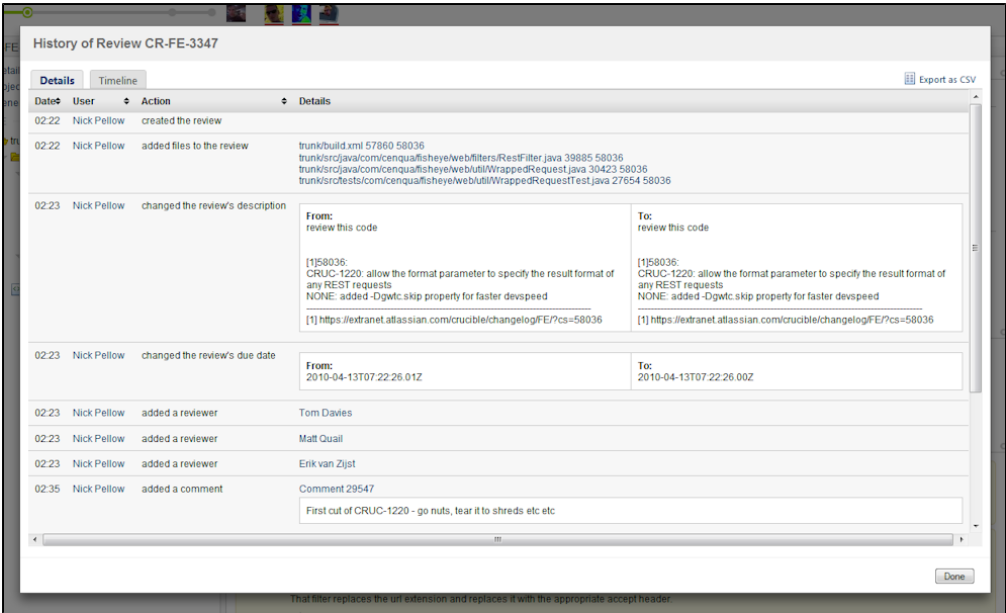 History of Review CR-FE-3347
Details Timeline Export as CSV
Date User Action Details
02:22 Nick Pellow created the review
02:22 Nick Pellow added files to the review trunk/build.xml 57860 58036
trunk/src/java/com/cenqua/fisheye/web/filters/RestFilter.java 39885 58036
trunk/src/java/com/cenqua/fisheye/web/util/WrappedRequest.java 30423 58036
trunk/src/tests/com/cenqua/fisheye/web/util/WrappedRequestTest.java 27654 58036
02:23 Nick Pellow changed the review's description
From:
review this code
[1]58036:
CRUC-1220: allow the format parameter to specify the result format of
any REST requests
NONE: added -Dgwtc.skip property for faster devspeed
[1] https://extranet.atlassian.com/crucible/changelog/FE/?cs=58036
To:
review this code
[1]58036:
CRUC-1220: allow the format parameter to specify the result format of
any REST requests
NONE: added -Dgwtc.skip property for faster devspeed
[1] https://extranet.atlassian.com/crucible/changelog/FE/?cs=58036
02:23 Nick Pellow changed the review's due date
From:
2010-04-13T07:22:26.01Z
To:
2010-04-13T07:22:26.00Z
02:23 Nick Pellow added a reviewer Tom Davies
02:23 Nick Pellow added a reviewer Matt Quail
02:23 Nick Pellow added a reviewer Erik van Zijst
02:35 Nick Pellow added a comment Comment 29547
First cut of CRUC-1220 - go nuts, tear it to shreds etc etc
Done
That filter replaces the url extension and replaces it with the appropriate accept header.